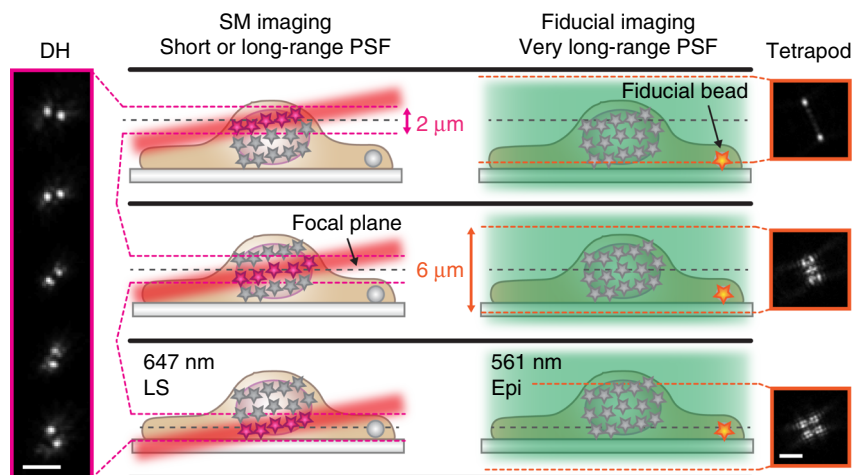 SM imaging
Short or long-range PSF
Fiducial imaging
Very long-range PSF
DH
Tetrapod
Fiducial bead
2 μm
Focal plane
6 μm
647 nm
LS
561 nm
Epi